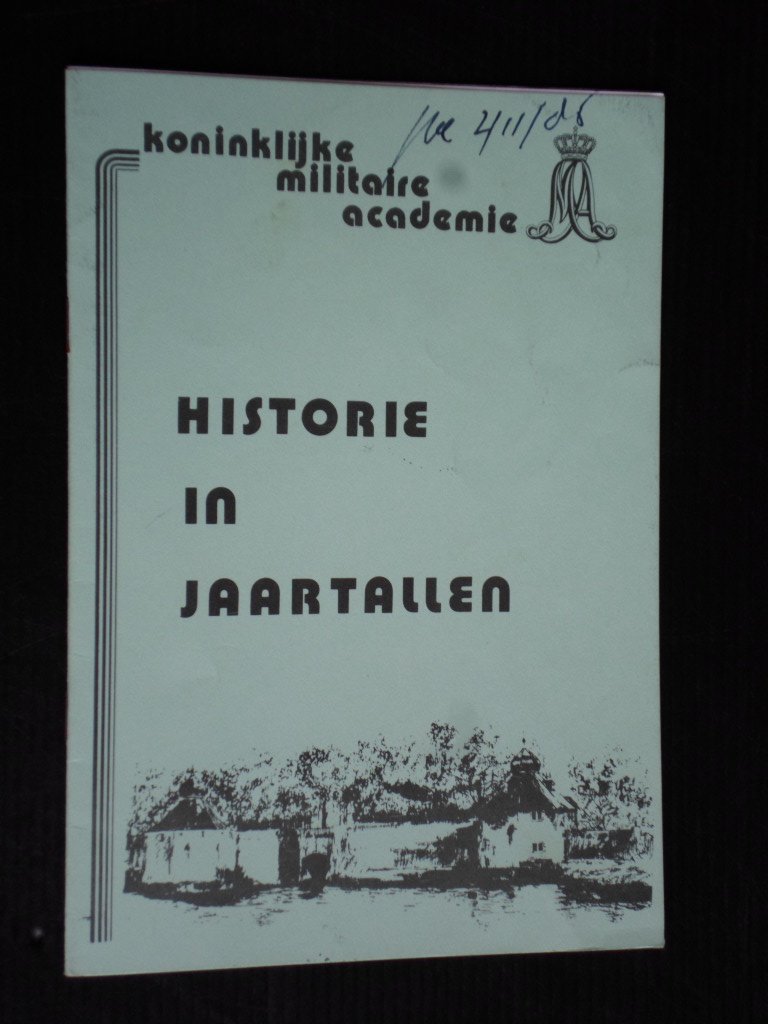 koninklijke
militaire
academie
HISTORIE
IN
JAARTALLEN